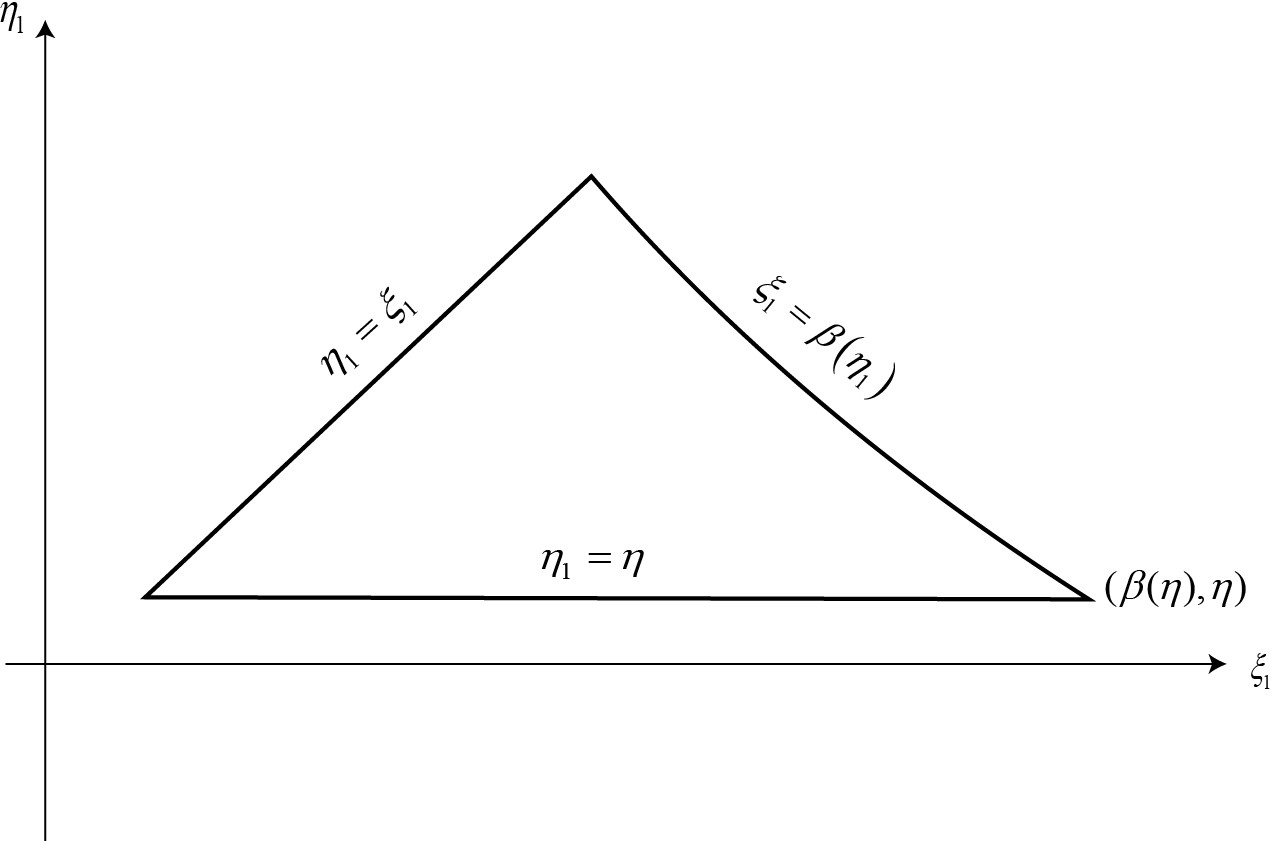 η₁
η₁ = ξ₁
ξ₁ = β(η₁)
η₁ = η
(β(η), η)
ξ₁